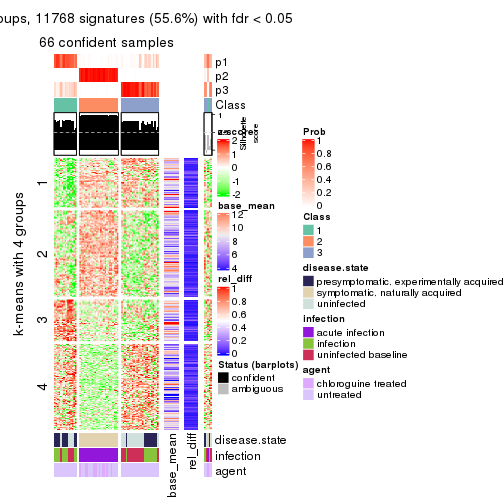 oups, 11768 signatures (55.6%) with fdr < 0.05
66 confident samples
p1
p2
p3
Class
1
Silhouette
score
z-score
2
1
0
-1
-2
base_mean
12
10
8
6
4
rel_diff
1
0.8
0.6
0.4
0.2
0
Status (barplots)
confident
ambiguous
k-means with 4 groups
1
2
3
4
Prob
1
0.8
0.6
0.4
0.2
0
Class
1
2
3
disease.state
presymptomatic. experimentally acquired
symptomatic. naturally acquired
uninfected
infection
acute infection
infection
uninfected baseline
agent
chloroguine treated
untreated
disease.state
infection
agent
base_mean
rel_diff